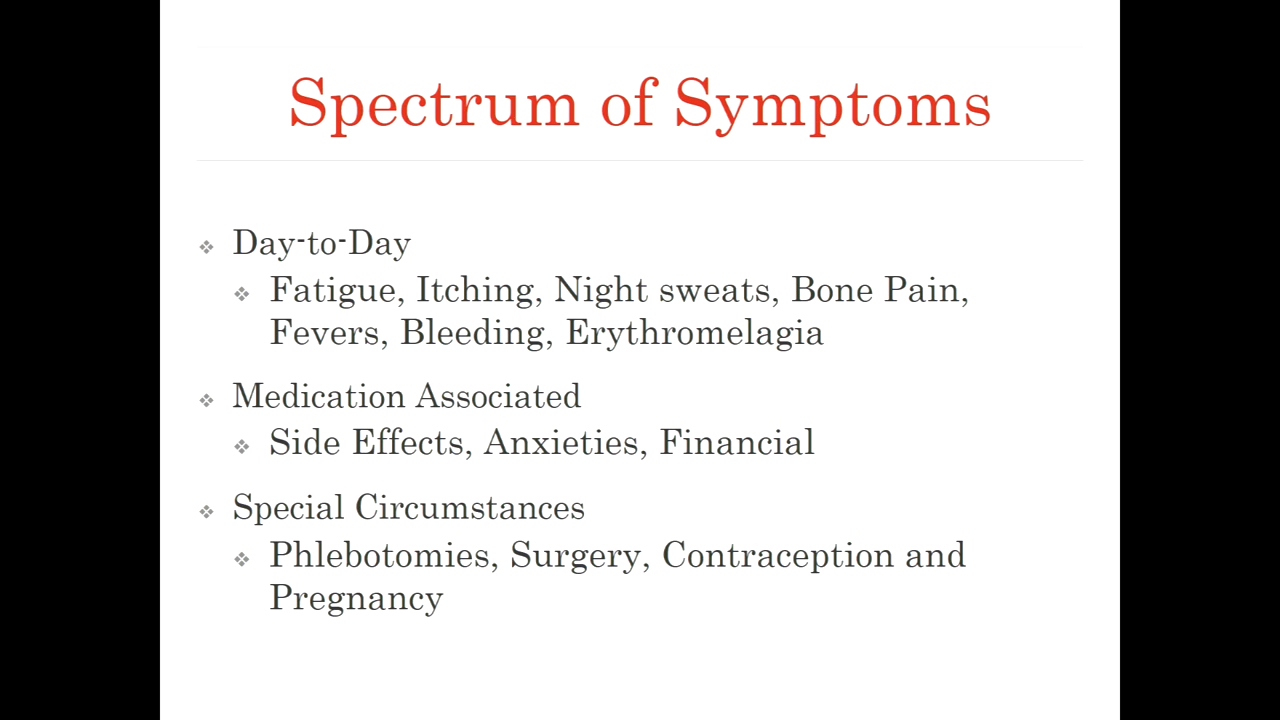 Spectrum of Symptoms
Day-to-Day
Fatigue, Itching, Night sweats, Bone Pain,
Fevers, Bleeding, Erythromelagia
Medication Associated
Side Effects, Anxieties, Financial
Special Circumstances
Phlebotomies, Surgery, Contraception and
Pregnancy